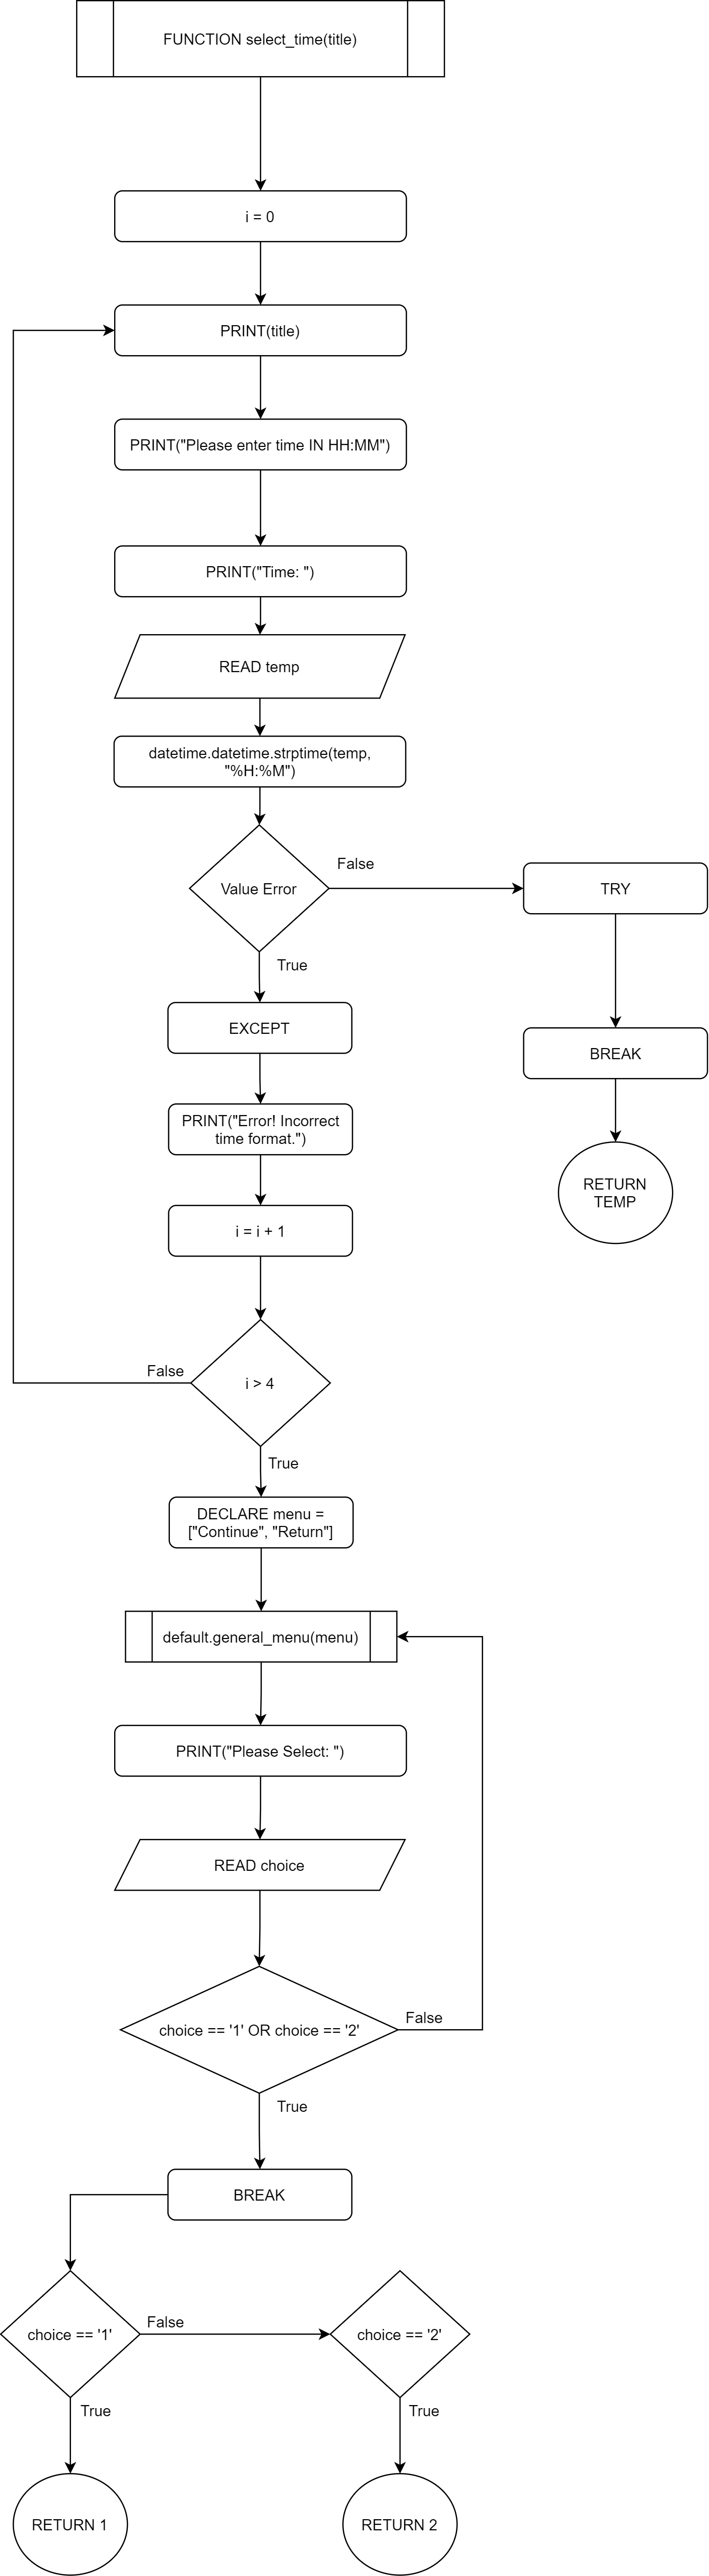 FUNCTION select_time(title)
i = 0
PRINT(title)
PRINT("Please enter time IN HH:MM")
PRINT("Time: ")
READ temp
datetime.datetime.strptime(temp,
"%H:%M")
Value Error
False
TRY
True
EXCEPT
BREAK
PRINT("Error! Incorrect
time format.")
RETURN
TEMP
i = i + 1
False
i > 4
True
DECLARE menu =
["Continue", "Return"]
default.general_menu(menu)
PRINT("Please Select: ")
READ choice
choice == '1' OR choice == '2'
False
True
BREAK
choice == '1'
False
choice == '2'
True
True
RETURN 1
RETURN 2